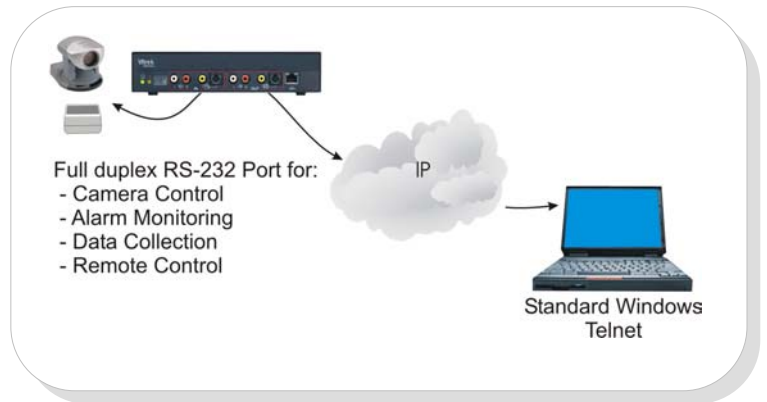 Full duplex RS-232 Port for:
- Camera Control
- Alarm Monitoring
- Data Collection
- Remote Control
IP
Standard Windows
Telnet